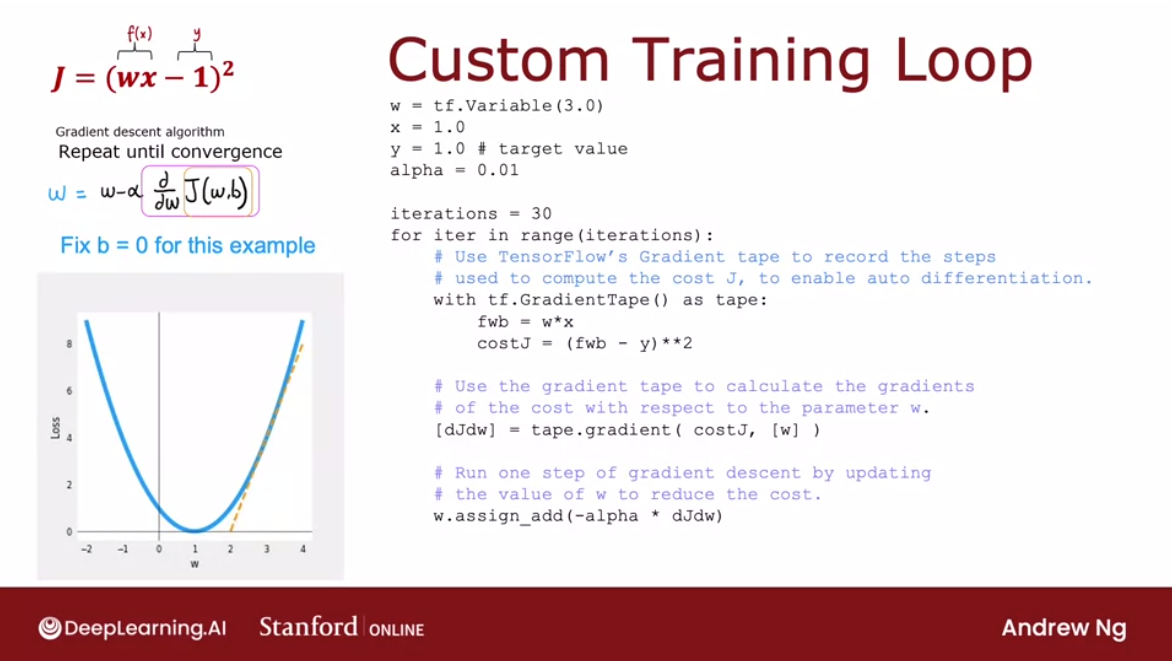 f(x) y
J = (wx − 1)²
Gradient descent algorithm
Repeat until convergence
w = w-α d/dw J(w,b)
Fix b = 0 for this example
Loss
8
6
4
2
0
-2 -1 0 1 2 3 4
w
Custom Training Loop
w = tf.Variable(3.0)
x = 1.0
y = 1.0 # target value
alpha = 0.01
iterations = 30
for iter in range(iterations):
    # Use TensorFlow’s Gradient tape to record the steps
    # used to compute the cost J, to enable auto differentiation.
    with tf.GradientTape() as tape:
        fwb = w*x
        costJ = (fwb - y)**2
    # Use the gradient tape to calculate the gradients
    # of the cost with respect to the parameter w.
    [dJdw] = tape.gradient( costJ, [w] )
    # Run one step of gradient descent by updating
    # the value of w to reduce the cost.
    w.assign_add(-alpha * dJdw)
DeepLearning.AI Stanford ONLINE Andrew Ng